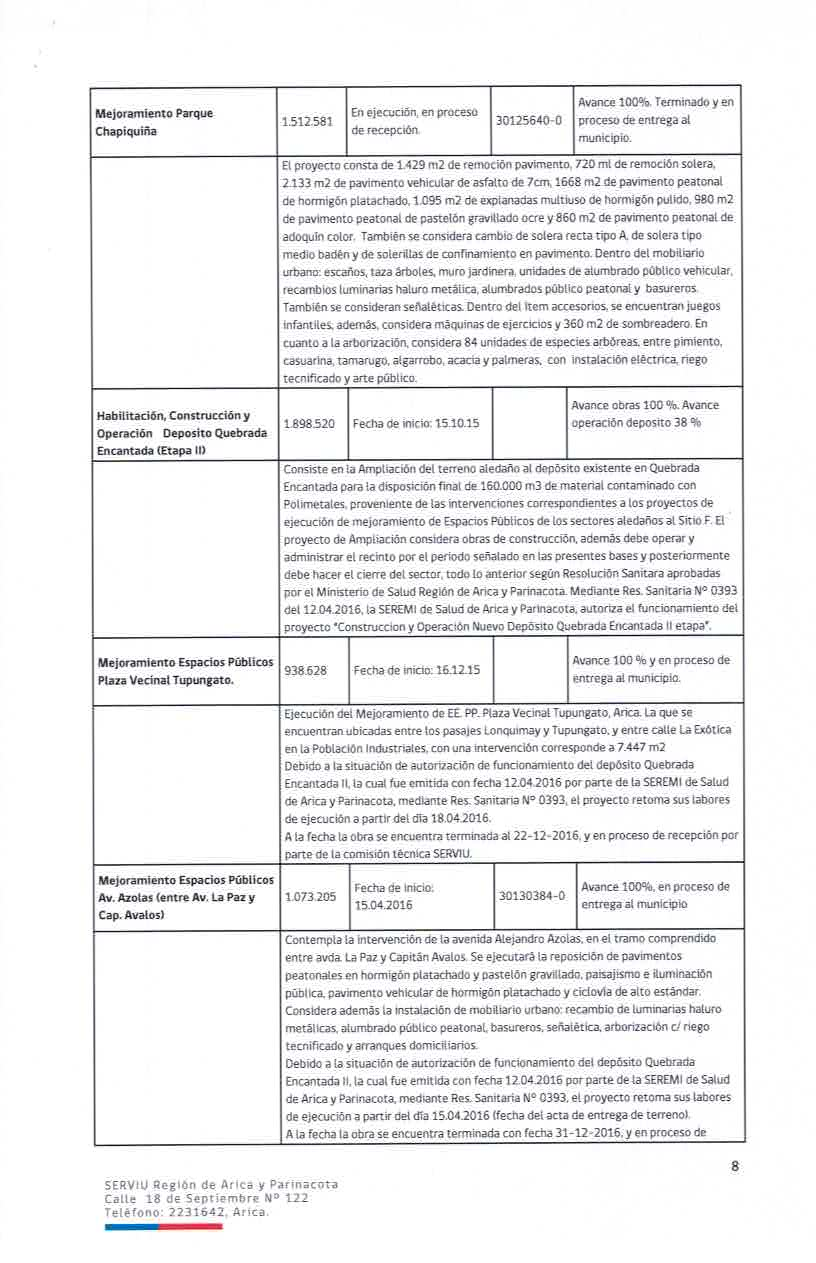 Mejoramiento Parque
Chapiquiña
1.512.581
En ejecución, en proceso
de recepción.
30125640-0
Avance 100%. Terminado y en
proceso de entrega al
municipio.
El proyecto consta de 1.429 m2 de remoción pavimento, 720 ml de remoción solera,
2.133 m2 de pavimento vehicular de asfalto de 7cm, 1668 m2 de pavimento peatonal
de hormigón platachado, 1.095 m2 de explanadas multiuso de hormigón pulido, 980 m2
de pavimento peatonal de pastelón gravillado ocre y 860 m2 de pavimento peatonal de
adoquín color. También se considera cambio de solera recta tipo A, de solera tipo
medio badén y de solerillas de confinamiento en pavimento. Dentro del mobiliario
urbano: escaños, taza árboles, muro jardinera, unidades de alumbrado público vehicular,
recambios luminarias haluro metálica, alumbrados público peatonal y basureros.
También se consideran señaléticas. Dentro del ítem accesorios, se encuentran juegos
infantiles, además, considera máquinas de ejercicios y 360 m2 de sombreadero. En
cuanto a la arborización, considera 84 unidades de especies arbóreas, entre pimiento,
casuarina, tamarugo, algarrobo, acacia y palmeras, con instalación eléctrica, riego
tecnificado y arte público.
Habilitación, Construcción y
Operación Deposito Quebrada
Encantada (Etapa II)
1.898.520
Fecha de inicio: 15.10.15
Avance obras 100 %. Avance
operación deposito 38 %
Consiste en la Ampliación del terreno aledaño al depósito existente en Quebrada
Encantada para la disposición final de 160.000 m3 de material contaminado con
Polimetales, proveniente de las intervenciones correspondientes a los proyectos de
ejecución de mejoramiento de Espacios Públicos de los sectores aledaños al Sitio F. El
proyecto de Ampliación considera obras de construcción, además debe operar y
administrar el recinto por el periodo señalado en las presentes bases y posteriormente
debe hacer el cierre del sector, todo lo anterior según Resolución Sanitara aprobadas
por el Ministerio de Salud Región de Arica y Parinacota. Mediante Res. Sanitaria Nº 0393
del 12.04.2016, la SEREMI de Salud de Arica y Parinacota, autoriza el funcionamiento del
proyecto "Construccion y Operación Nuevo Depósito Quebrada Encantada II etapa".
Mejoramiento Espacios Públicos
Plaza Vecinal Tupungato.
938.628
Fecha de inicio: 16.12.15
Avance 100 % y en proceso de
entrega al municipio.
Ejecución del Mejoramiento de EE. PP. Plaza Vecinal Tupungato, Arica. La que se
encuentran ubicadas entre los pasajes Lonquimay y Tupungato, y entre calle La Exótica
en la Población Industriales, con una intervención corresponde a 7.447 m2
Debido a la situación de autorización de funcionamiento del depósito Quebrada
Encantada II, la cual fue emitida con fecha 12.04.2016 por parte de la SEREMI de Salud
de Arica y Parinacota, mediante Res. Sanitaria Nº 0393, el proyecto retoma sus labores
de ejecución a partir del día 18.04.2016.
A la fecha la obra se encuentra terminada al 22-12-2016, y en proceso de recepción por
parte de la comisión técnica SERVIU.
Mejoramiento Espacios Públicos
Av. Azolas (entre Av. La Paz y
Cap. Avalos)
1.073.205
Fecha de inicio:
15.04.2016
30130384-0
Avance 100%, en proceso de
entrega al municipio
Contempla la intervención de la avenida Alejandro Azolas, en el tramo comprendido
entre avda. La Paz y Capitán Avalos. Se ejecutará la reposición de pavimentos
peatonales en hormigón platachado y pastelón gravillado, paisajismo e iluminación
pública, pavimento vehicular de hormigón platachado y ciclovía de alto estándar.
Considera además la instalación de mobiliario urbano: recambio de luminarias haluro
metálicas, alumbrado público peatonal, basureros, señalética, arborización c/ riego
tecnificado y arranques domiciliarios.
Debido a la situación de autorización de funcionamiento del depósito Quebrada
Encantada II, la cual fue emitida con fecha 12.04.2016 por parte de la SEREMI de Salud
de Arica y Parinacota, mediante Res. Sanitaria Nº 0393, el proyecto retoma sus labores
de ejecución a partir del día 15.04.2016 (fecha del acta de entrega de terreno).
A la fecha la obra se encuentra terminada con fecha 31-12-2016, y en proceso de
8
SERVIU Región de Arica y Parinacota
Calle 18 de Septiembre Nº 122
Teléfono: 2231642, Arica.